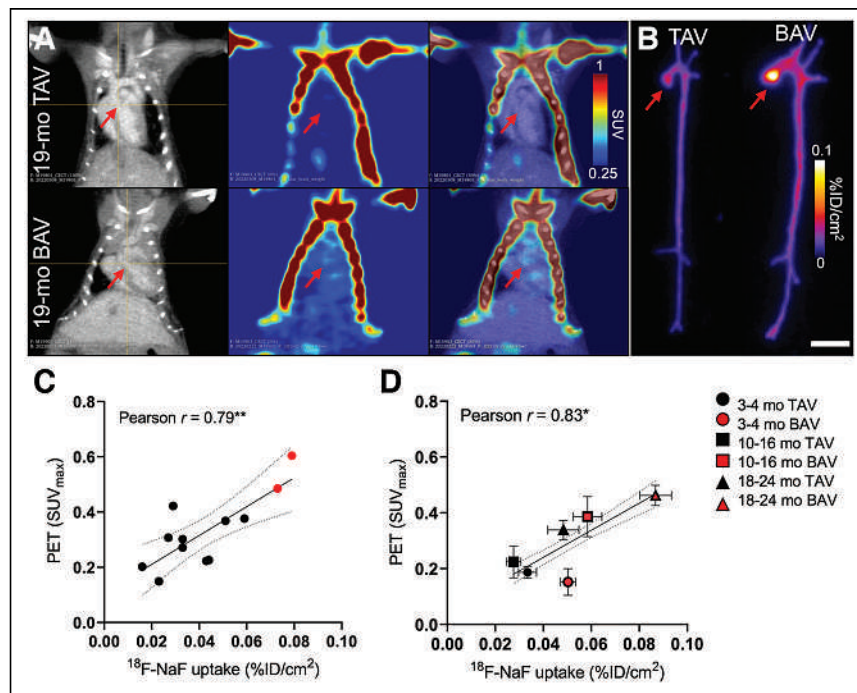 A
19-mo TAV
19-mo BAV
1
SUV
0.25
B
TAV
BAV
0.1
%ID/cm²
0
C
Pearson r = 0.79**
PET (SUVmax)
0.8
0.6
0.4
0.2
0.0
0.00 0.02 0.04 0.06 0.08 0.10
¹⁸F-NaF uptake (%ID/cm²)
D
Pearson r = 0.83*
PET (SUVmax)
0.8
0.6
0.4
0.2
0.0
0.00 0.02 0.04 0.06 0.08 0.10
¹⁸F-NaF uptake (%ID/cm²)
3-4 mo TAV
3-4 mo BAV
10-16 mo TAV
10-16 mo BAV
18-24 mo TAV
18-24 mo BAV